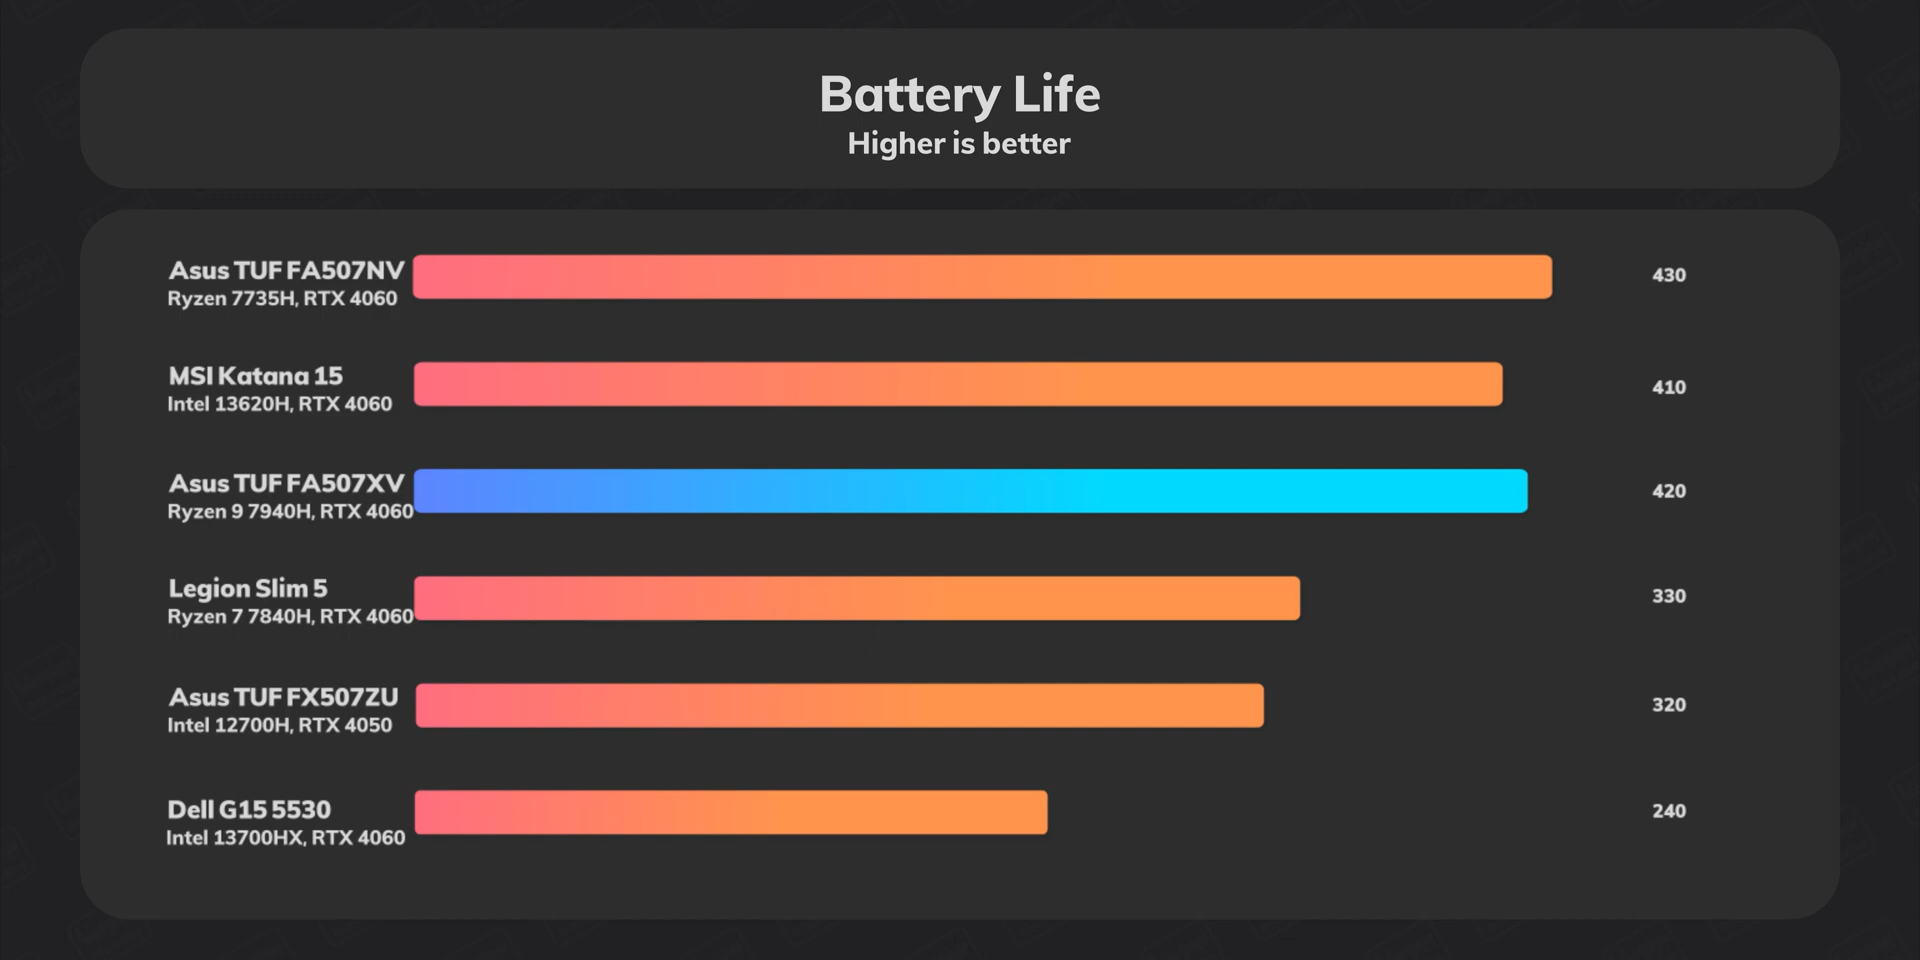 Battery Life
Higher is better
Asus TUF FA507NV
Ryzen 7735H, RTX 4060
430
MSI Katana 15
Intel 13620H, RTX 4060
410
Asus TUF FA507XV
Ryzen 9 7940H, RTX 4060
420
Legion Slim 5
Ryzen 7 7840H, RTX 4060
330
Asus TUF FX507ZU
Intel 12700H, RTX 4050
320
Dell G15 5530
Intel 13700HX, RTX 4060
240